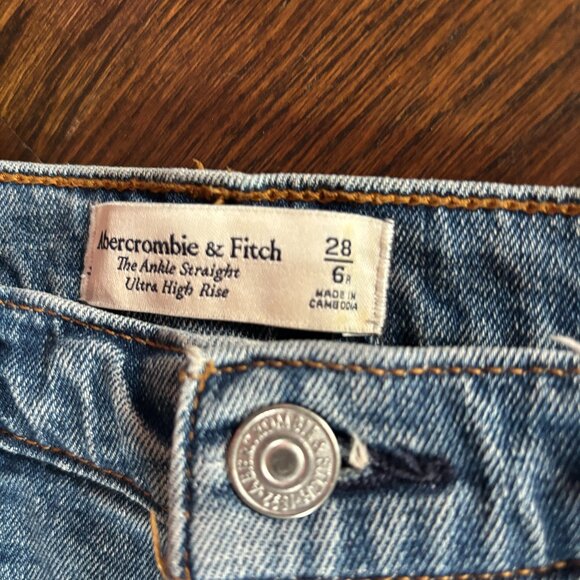 Abercrombie & Fitch
The Ankle Straight
Ultra High Rise
28
6R
MADE IN
CAMBODIA